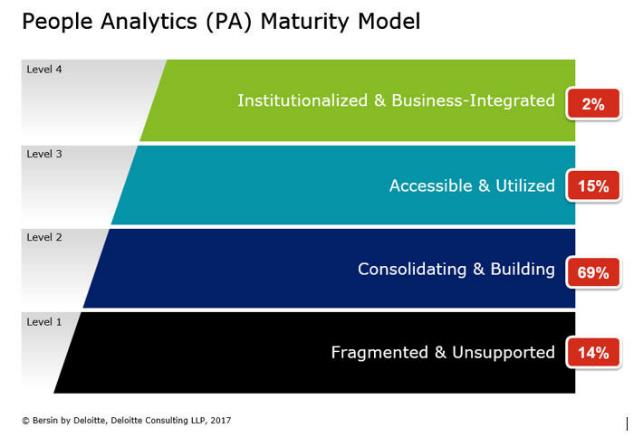 People Analytics (PA) Maturity Model
Level 4
Institutionalized & Business-Integrated
2%
Level 3
Accessible & Utilized
15%
Level 2
Consolidating & Building
69%
Level 1
Fragmented & Unsupported
14%
© Bersin by Deloitte, Deloitte Consulting LLP, 2017